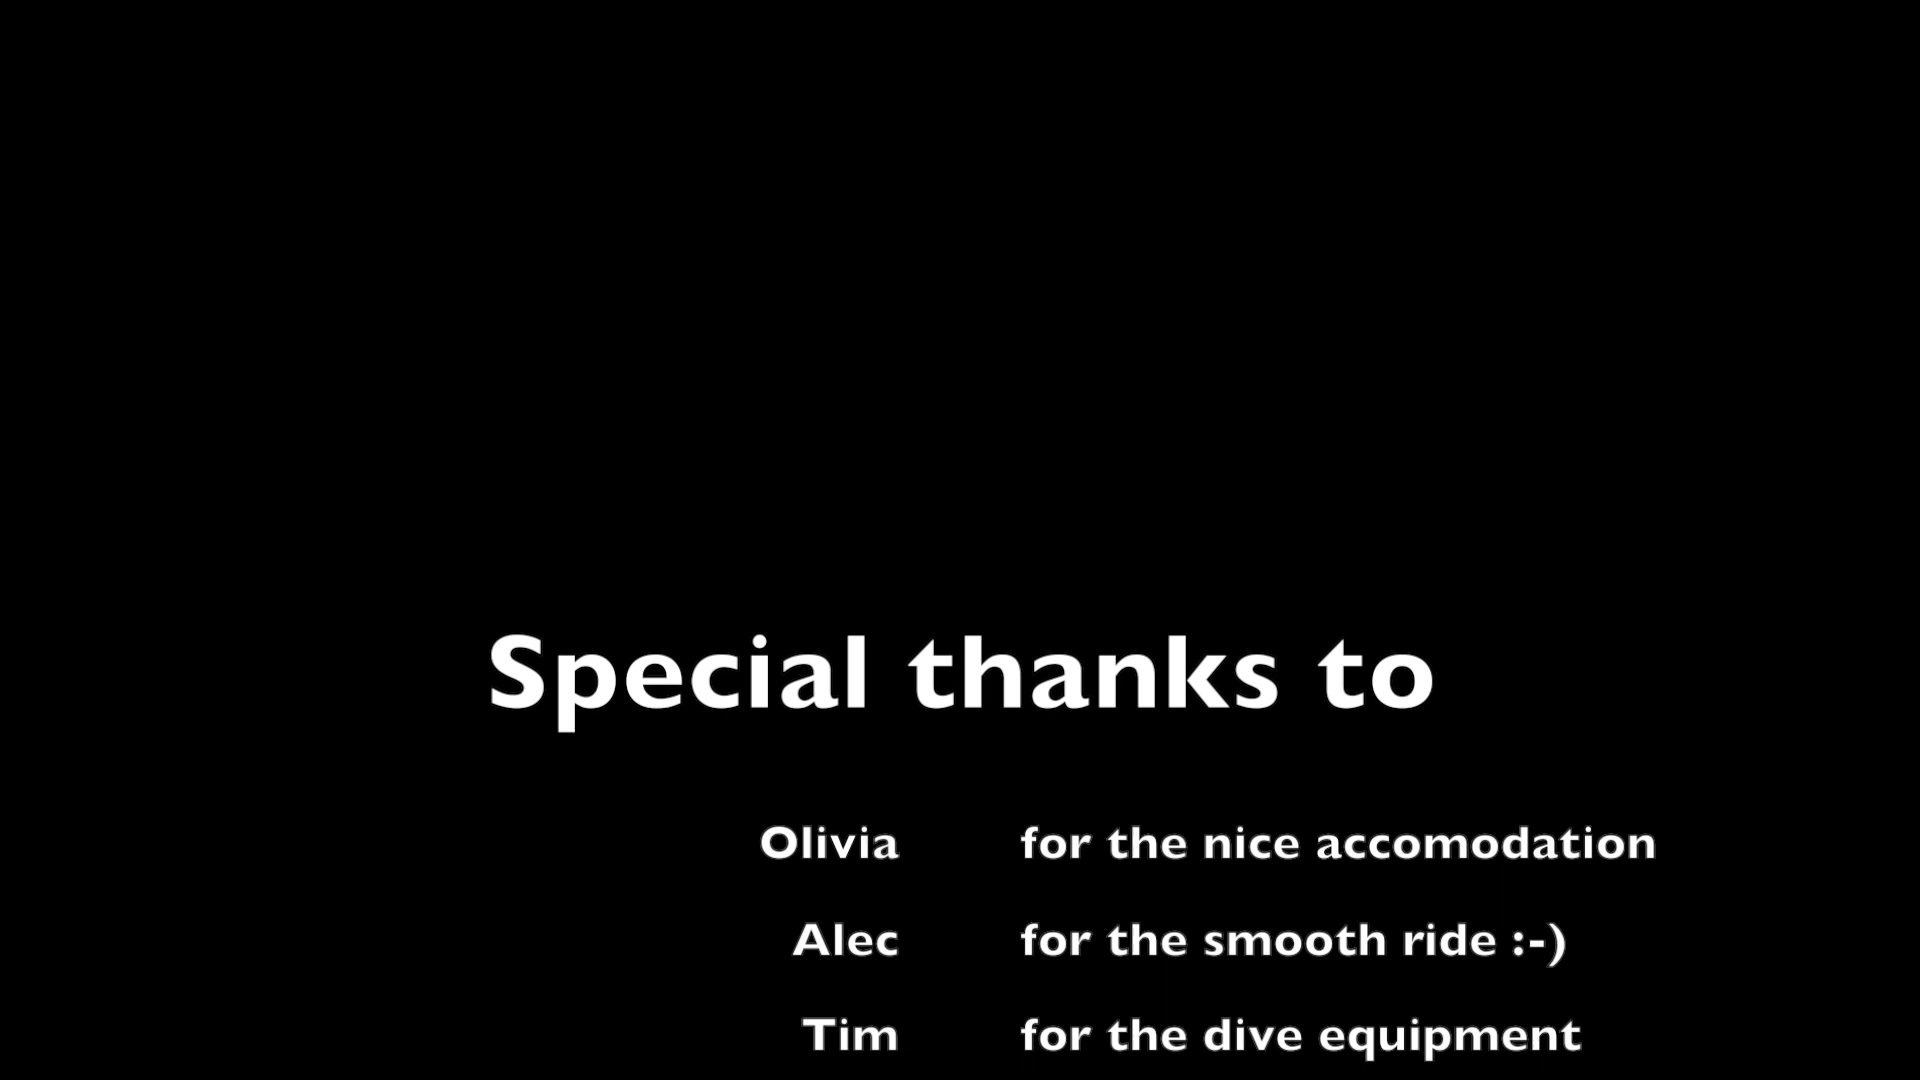 Special thanks to
Olivia for the nice accomodation
Alec for the smooth ride :-)
Tim for the dive equipment